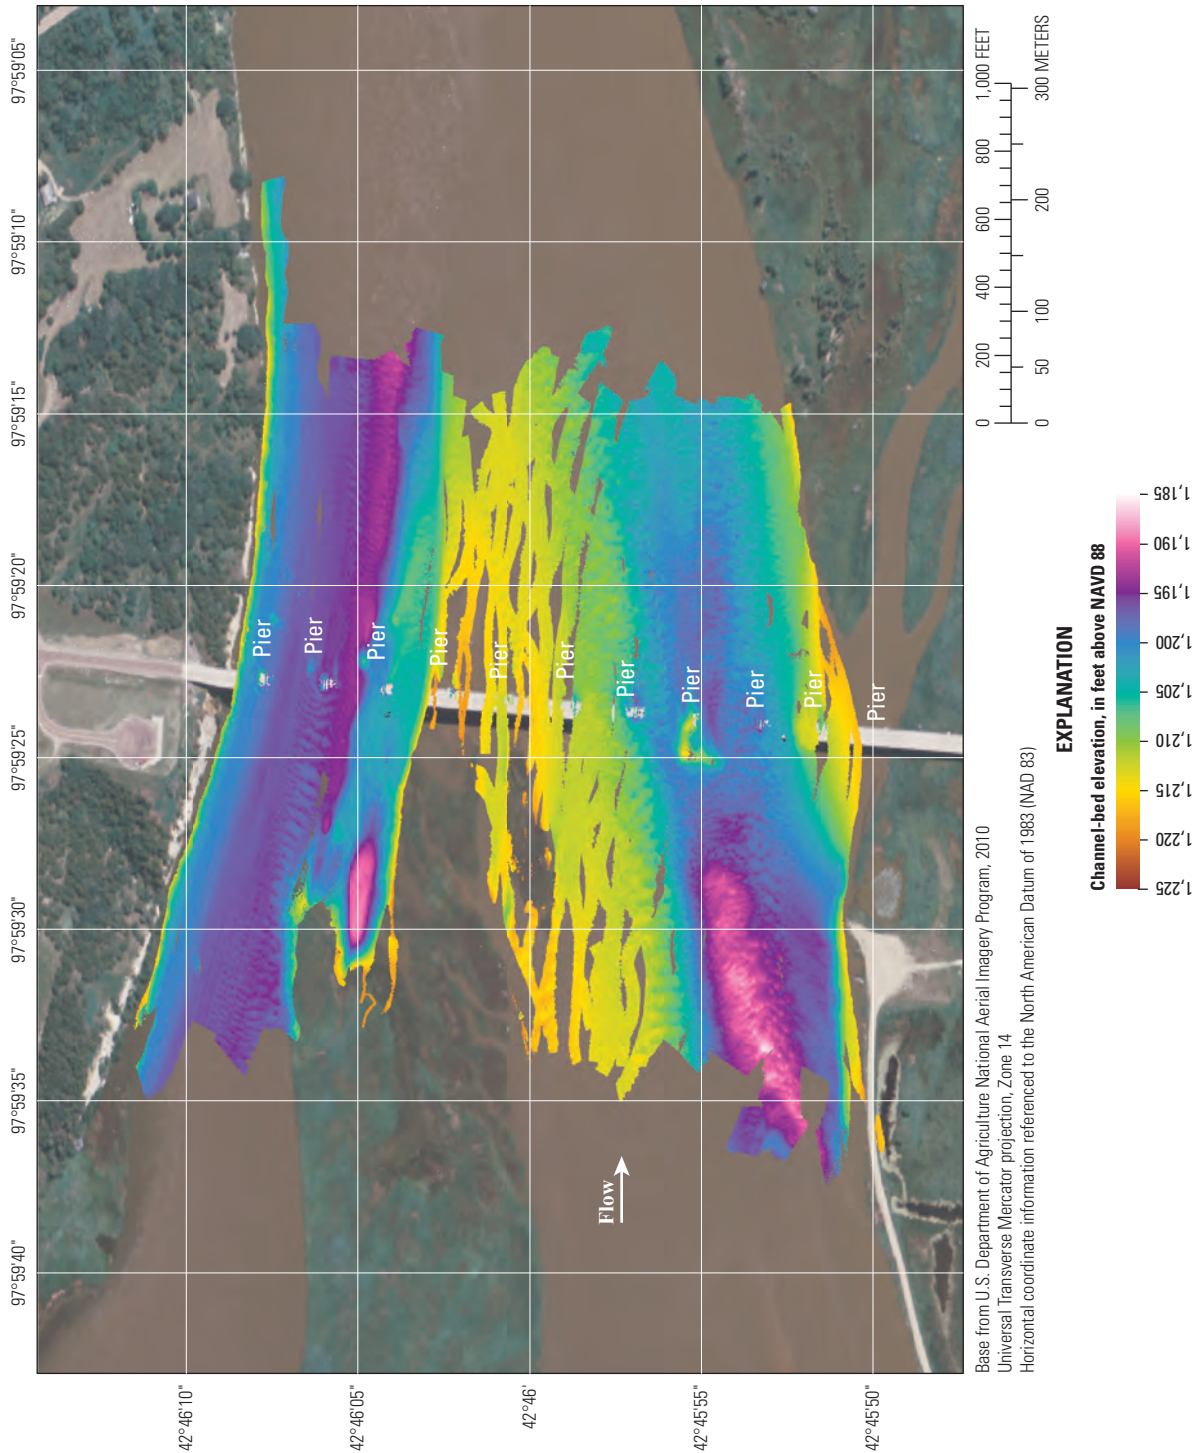 97°59'40"
97°59'35"
97°59'30"
97°59'25"
97°59'20"
97°59'15"
97°59'10"
97°59'05"
42°46'10"
42°46'05"
42°46'
42°45'55"
42°45'50"
Pier
Pier
Pier
Pier
Pier
Pier
Pier
Pier
Pier
Pier
Pier
Flow
Base from U.S. Department of Agriculture National Aerial Imagery Program, 2010
Universal Transverse Mercator projection, Zone 14
Horizontal coordinate information referenced to the North American Datum of 1983 (NAD 83)
0 200 400 600 800 1,000 FEET
0 50 100 200 300 METERS
EXPLANATION
Channel-bed elevation, in feet above NAVD 88
1,225 1,220 1,215 1,210 1,205 1,200 1,195 1,190 1,185